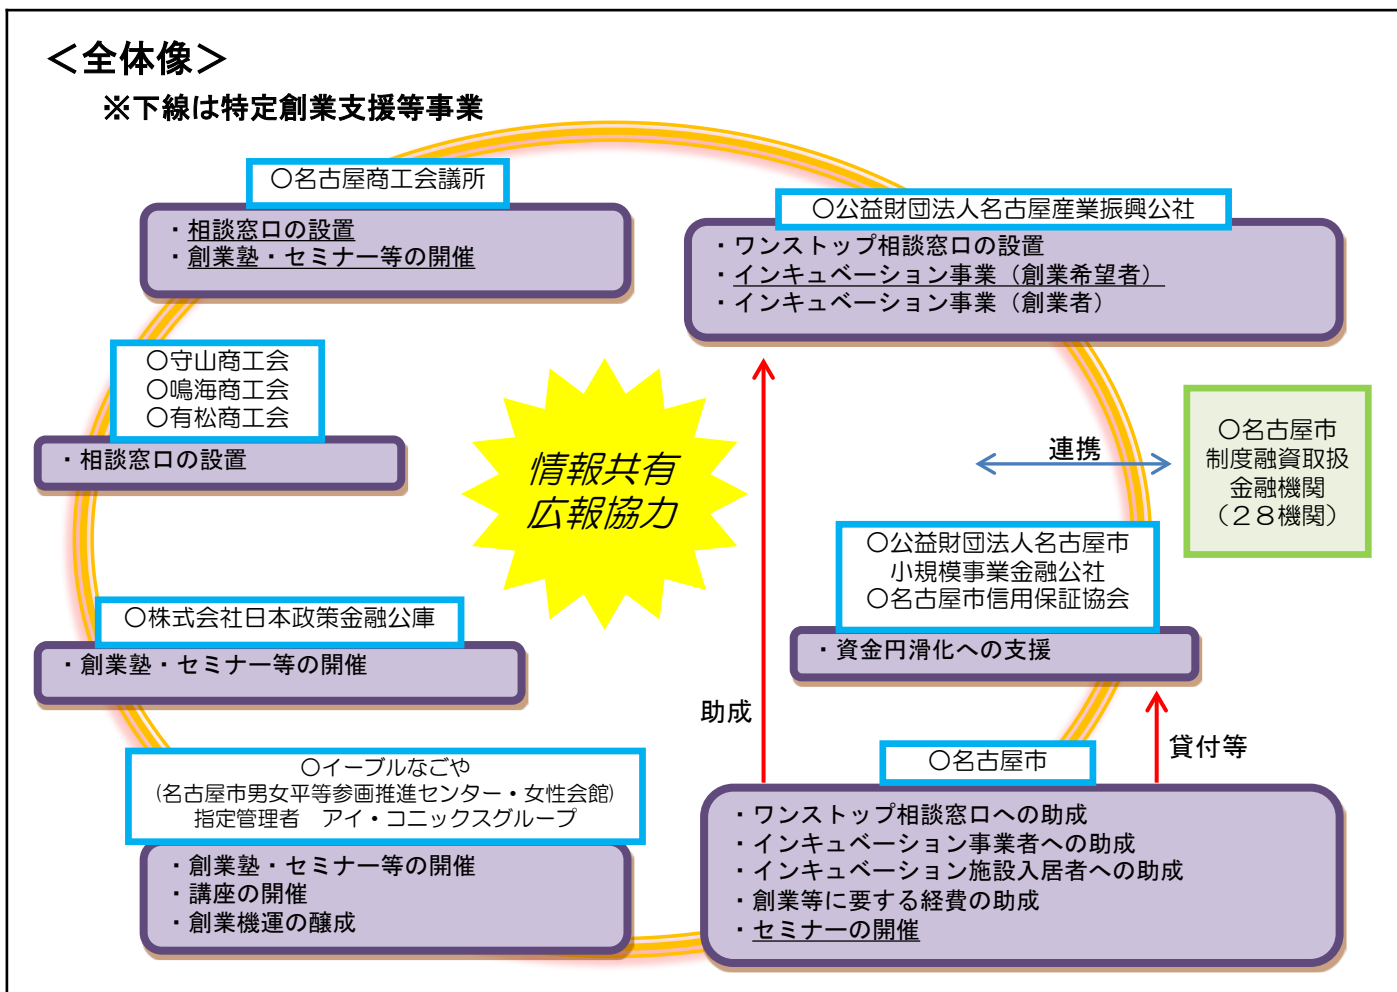 ＜全体像＞
※下線は特定創業支援等事業
〇名古屋商工会議所
・相談窓口の設置
・創業塾・セミナー等の開催
〇公益財団法人名古屋産業振興公社
・ワンストップ相談窓口の設置
・インキュベーション事業（創業希望者）
・インキュベーション事業（創業者）
〇守山商工会
〇鳴海商工会
〇有松商工会
・相談窓口の設置
情報共有
広報協力
連携
〇名古屋市
制度融資取扱
金融機関
（２８機関）
〇公益財団法人名古屋市
小規模事業金融公社
〇名古屋市信用保証協会
・資金円滑化への支援
〇株式会社日本政策金融公庫
・創業塾・セミナー等の開催
助成
貸付等
〇イーブルなごや
(名古屋市男女平等参画推進センター・女性会館)
指定管理者　アイ・コニックスグループ
・創業塾・セミナー等の開催
・講座の開催
・創業機運の醸成
〇名古屋市
・ワンストップ相談窓口への助成
・インキュベーション事業者への助成
・インキュベーション施設入居者への助成
・創業等に要する経費の助成
・セミナーの開催